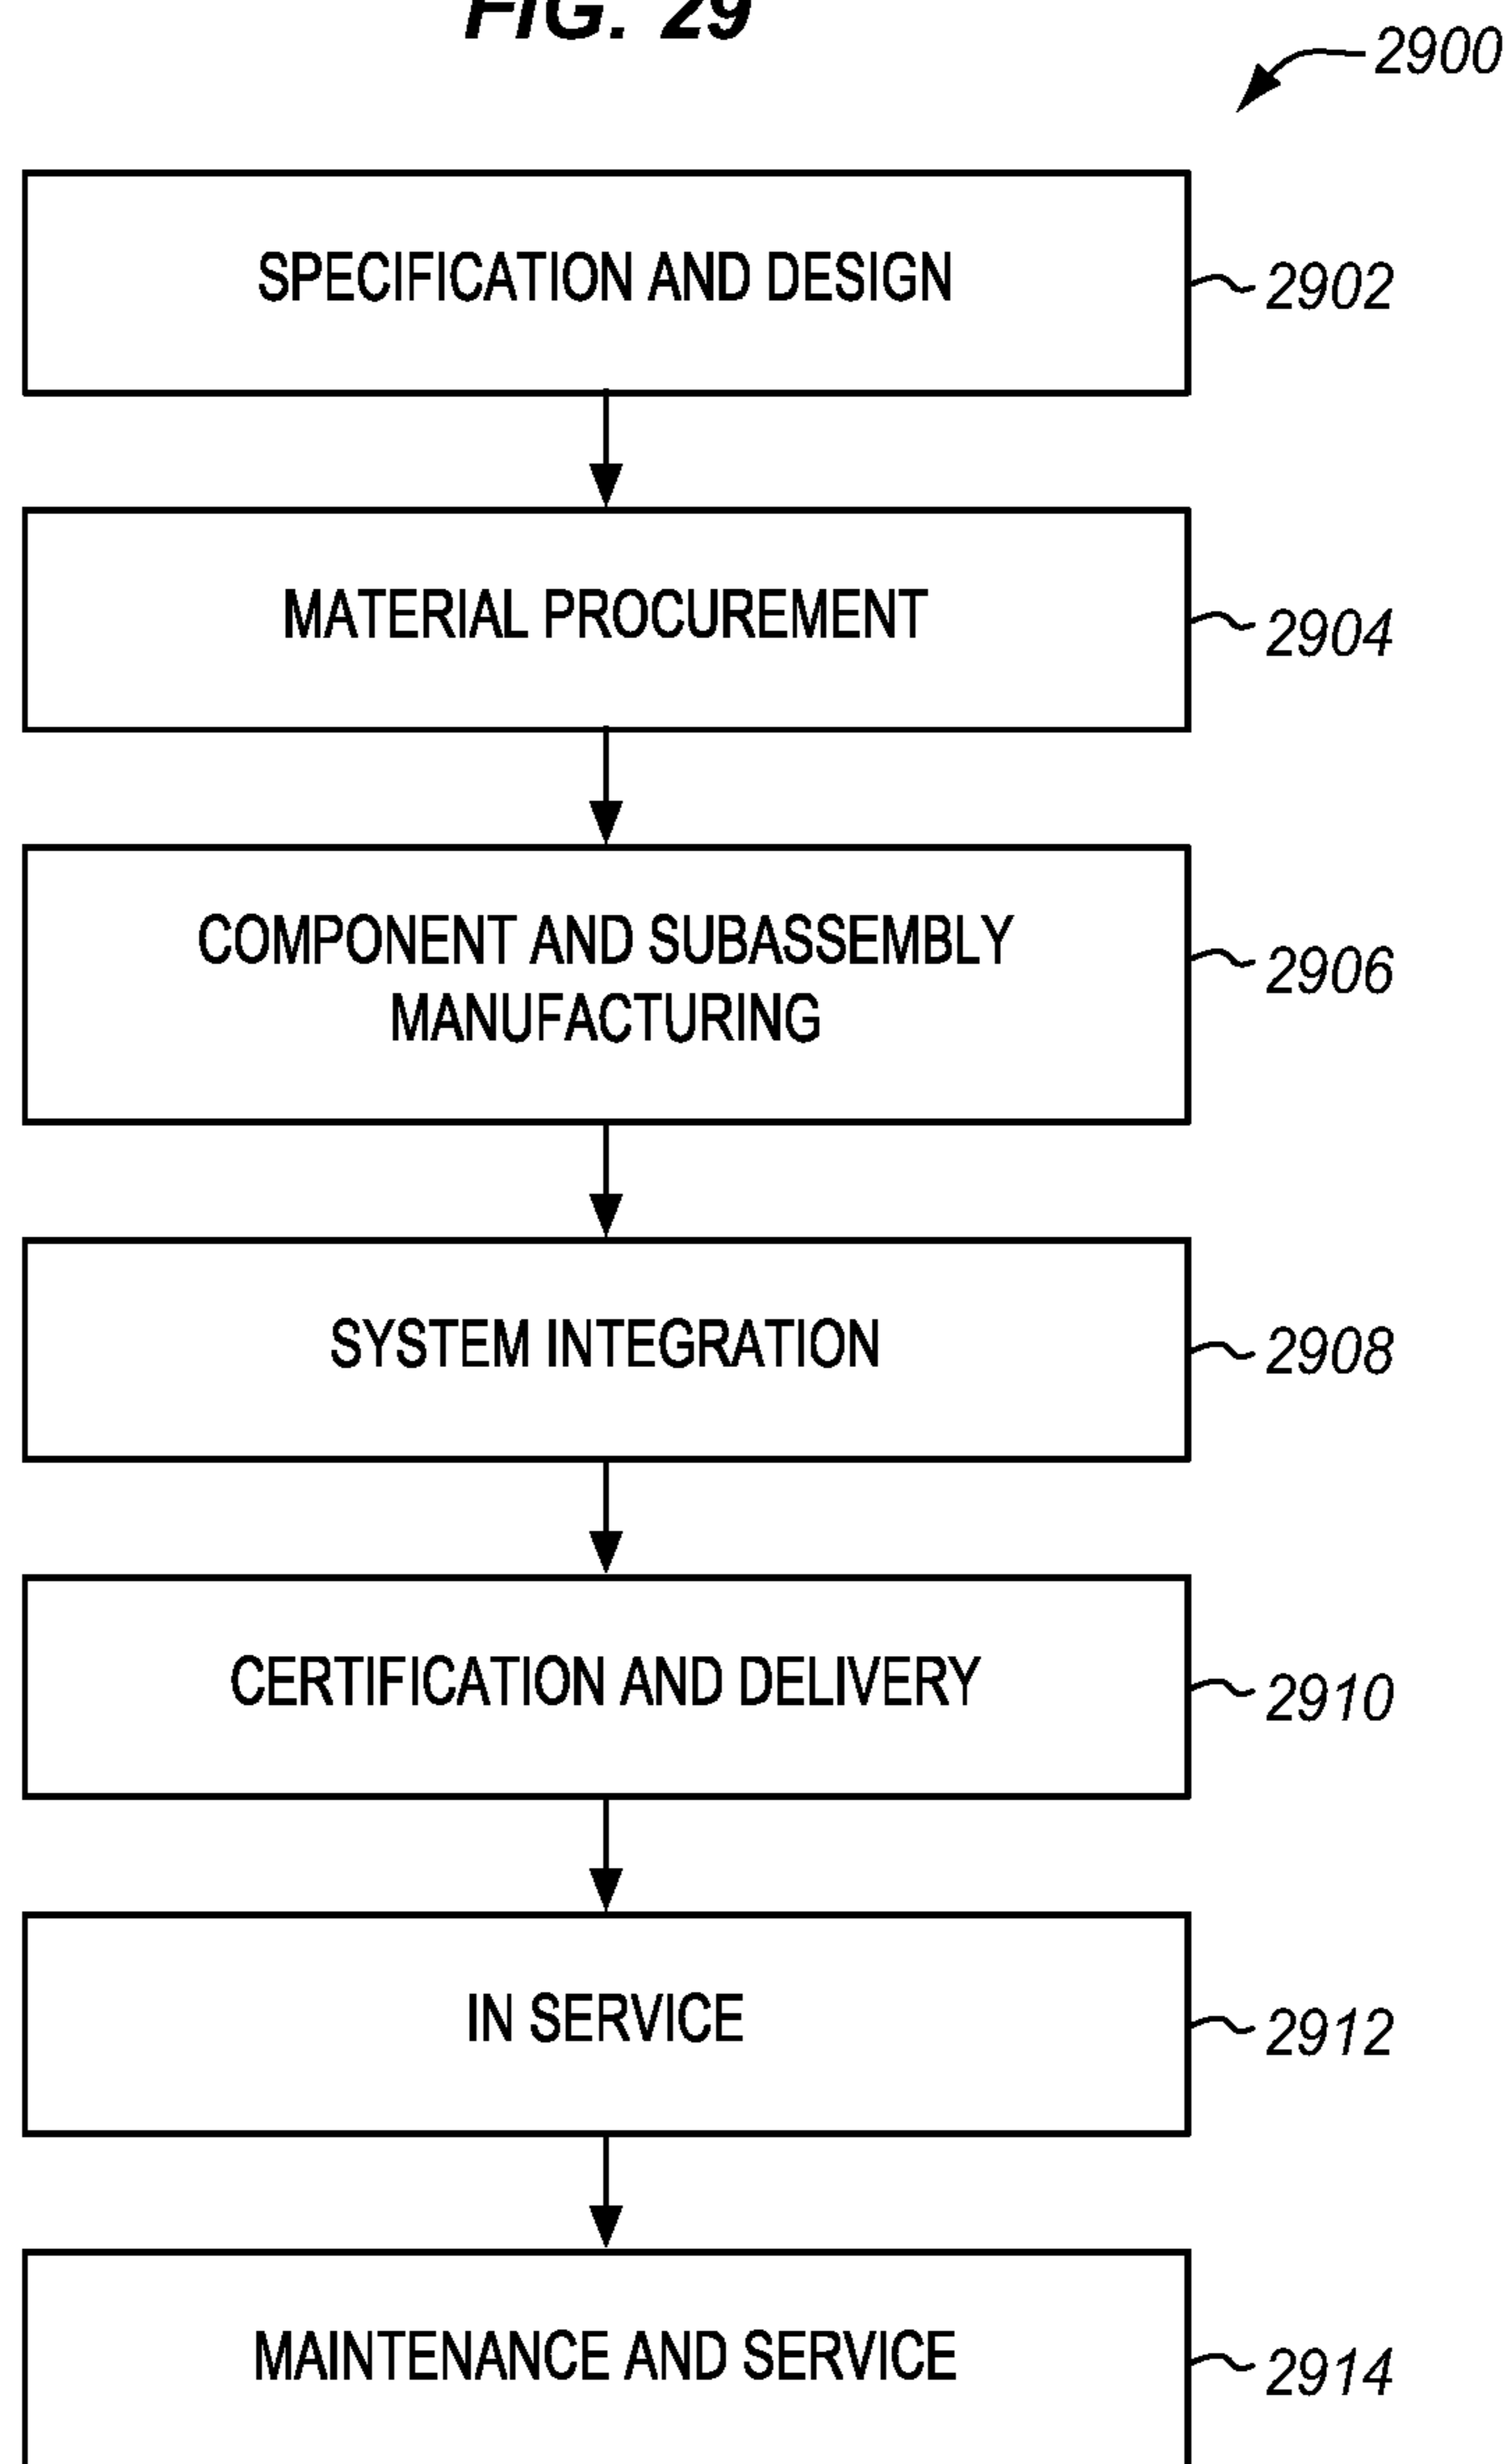 FIG. 29
2900
SPECIFICATION AND DESIGN
2902
MATERIAL PROCUREMENT
2904
COMPONENT AND SUBASSEMBLY
MANUFACTURING
2906
SYSTEM INTEGRATION
2908
CERTIFICATION AND DELIVERY
2910
IN SERVICE
2912
MAINTENANCE AND SERVICE
2914